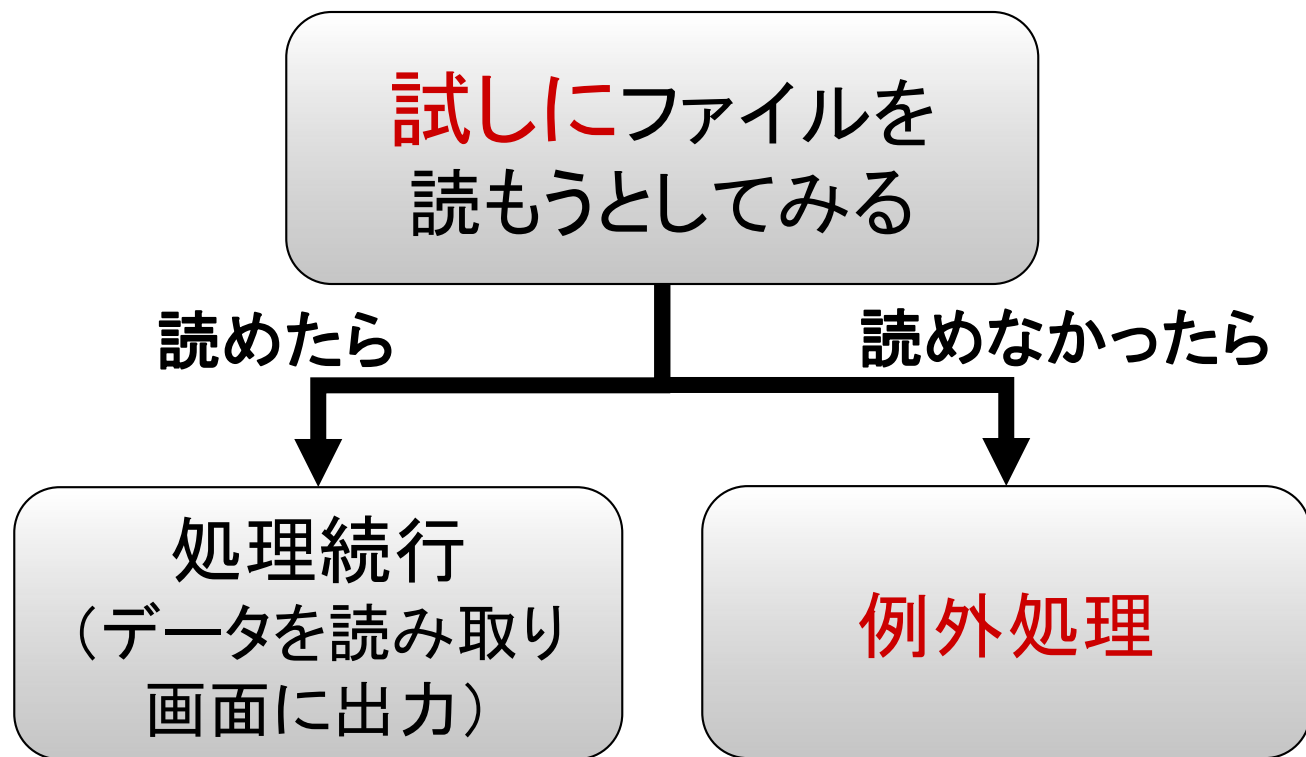 試しにファイルを
読もうとしてみる
読めたら
読めなかったら
処理続行
（データを読み取り
画面に出力）
例外処理